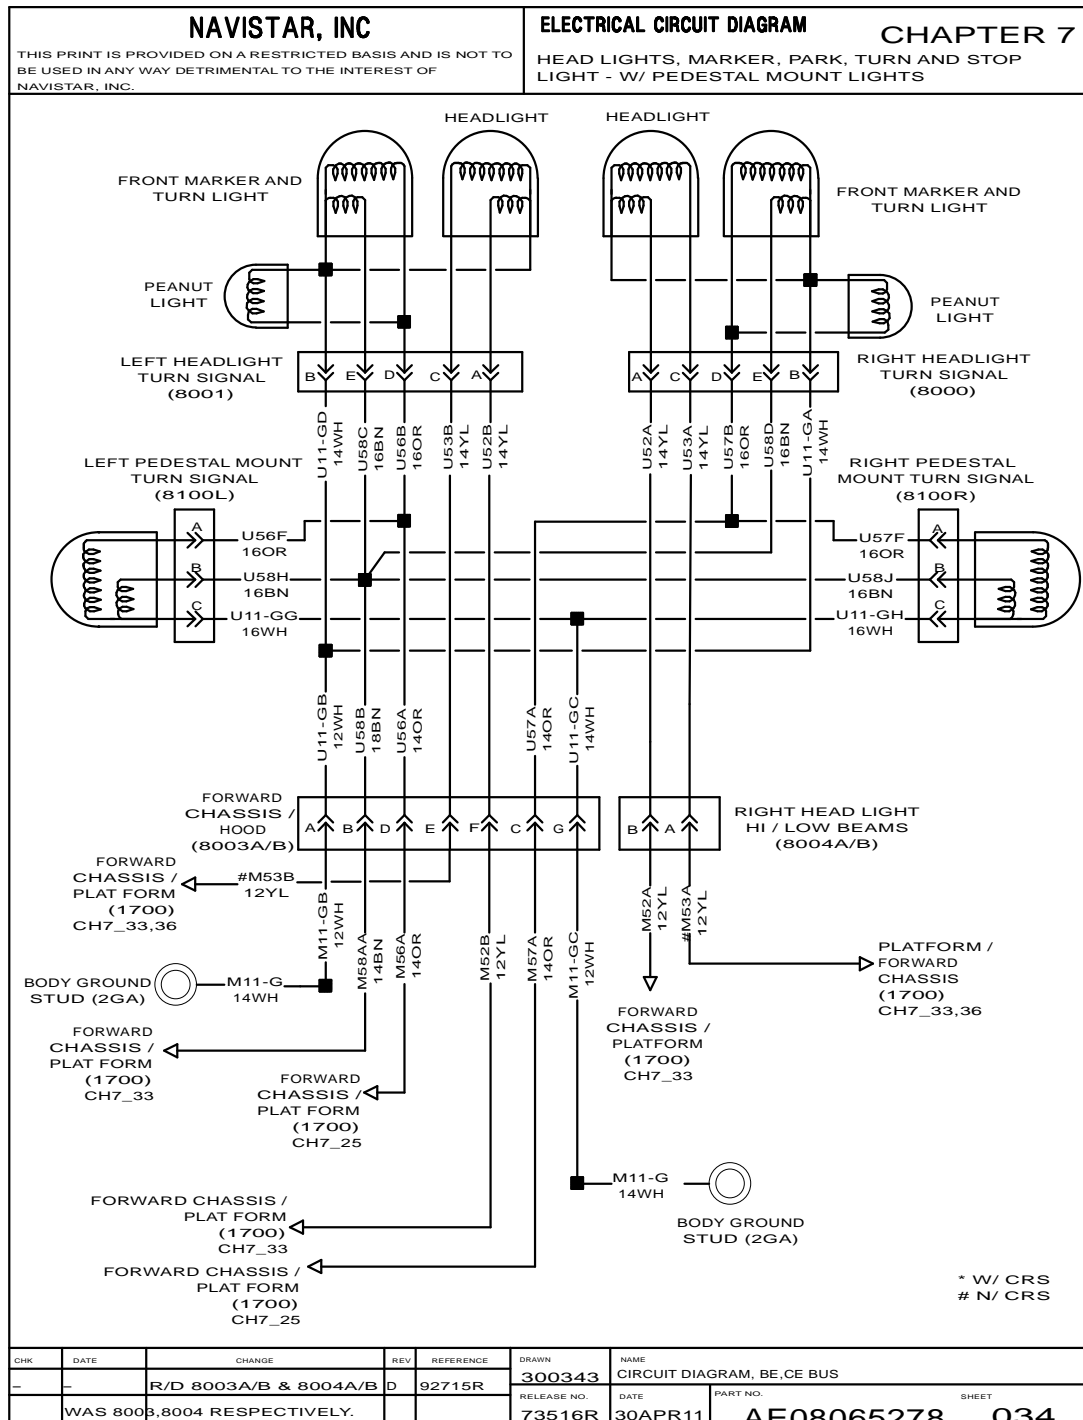 NAVISTAR, INC
THIS PRINT IS PROVIDED ON A RESTRICTED BASIS AND IS NOT TO
BE USED IN ANY WAY DETRIMENTAL TO THE INTEREST OF
NAVISTAR, INC.
ELECTRICAL CIRCUIT DIAGRAM
CHAPTER 7
HEAD LIGHTS, MARKER, PARK, TURN AND STOP
LIGHT - W/ PEDESTAL MOUNT LIGHTS
HEADLIGHT
HEADLIGHT
FRONT MARKER AND
TURN LIGHT
FRONT MARKER AND
TURN LIGHT
PEANUT
LIGHT
PEANUT
LIGHT
LEFT HEADLIGHT
TURN SIGNAL
(8001)
B
E
D
C
A
A
C
D
E
B
RIGHT HEADLIGHT
TURN SIGNAL
(8000)
U11-GD
14WH
U58C
16BN
U56B
16OR
U53B
14YL
U52B
14YL
U52A
14YL
U53A
14YL
U57B
16OR
U58D
16BN
U11-GA
14WH
LEFT PEDESTAL MOUNT
TURN SIGNAL
(8100L)
RIGHT PEDESTAL
MOUNT TURN SIGNAL
(8100R)
A
U56F
16OR
B
U58H
16BN
C
U11-GG
16WH
U57F
16OR
A
U58J
16BN
B
U11-GH
16WH
C
U11-GB
12WH
U58B
18BN
U56A
14OR
U57A
14OR
U11-GC
14WH
FORWARD
CHASSIS /
HOOD
(8003A/B)
A
B
D
E
F
C
G
B
A
RIGHT HEAD LIGHT
HI / LOW BEAMS
(8004A/B)
FORWARD
CHASSIS /
PLAT FORM
(1700)
CH7_33,36
#M53B
12YL
M11-GB
12WH
M58AA
14BN
M56A
14OR
M52B
12YL
M57A
14OR
M11-GC
12WH
M52A
12YL
#M53A
12YL
PLATFORM /
FORWARD
CHASSIS
(1700)
CH7_33,36
BODY GROUND
STUD (2GA)
M11-G
14WH
FORWARD
CHASSIS /
PLATFORM
(1700)
CH7_33
FORWARD
CHASSIS /
PLAT FORM
(1700)
CH7_33
FORWARD
CHASSIS /
PLAT FORM
(1700)
CH7_25
M11-G
14WH
BODY GROUND
STUD (2GA)
FORWARD CHASSIS /
PLAT FORM
(1700)
CH7_33
FORWARD CHASSIS /
PLAT FORM
(1700)
CH7_25
* W/ CRS
# N/ CRS
CHK DATE CHANGE REV REFERENCE
- - R/D 8003A/B & 8004A/B D 92715R
WAS 8003,8004 RESPECTIVELY.
DRAWN
300343
NAME
CIRCUIT DIAGRAM, BE,CE BUS
RELEASE NO.
73516R
DATE
30APR11
PART NO.
AE08065278
SHEET
034